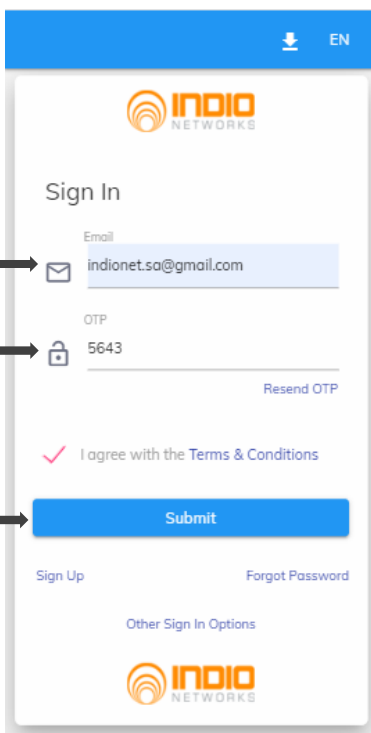 EN
INDIO
NETWORKS
Sign In
Email
indionet.sa@gmail.com
OTP
5643
Resend OTP
I agree with the Terms & Conditions
Submit
Sign Up Forgot Password
Other Sign In Options
INDIO
NETWORKS